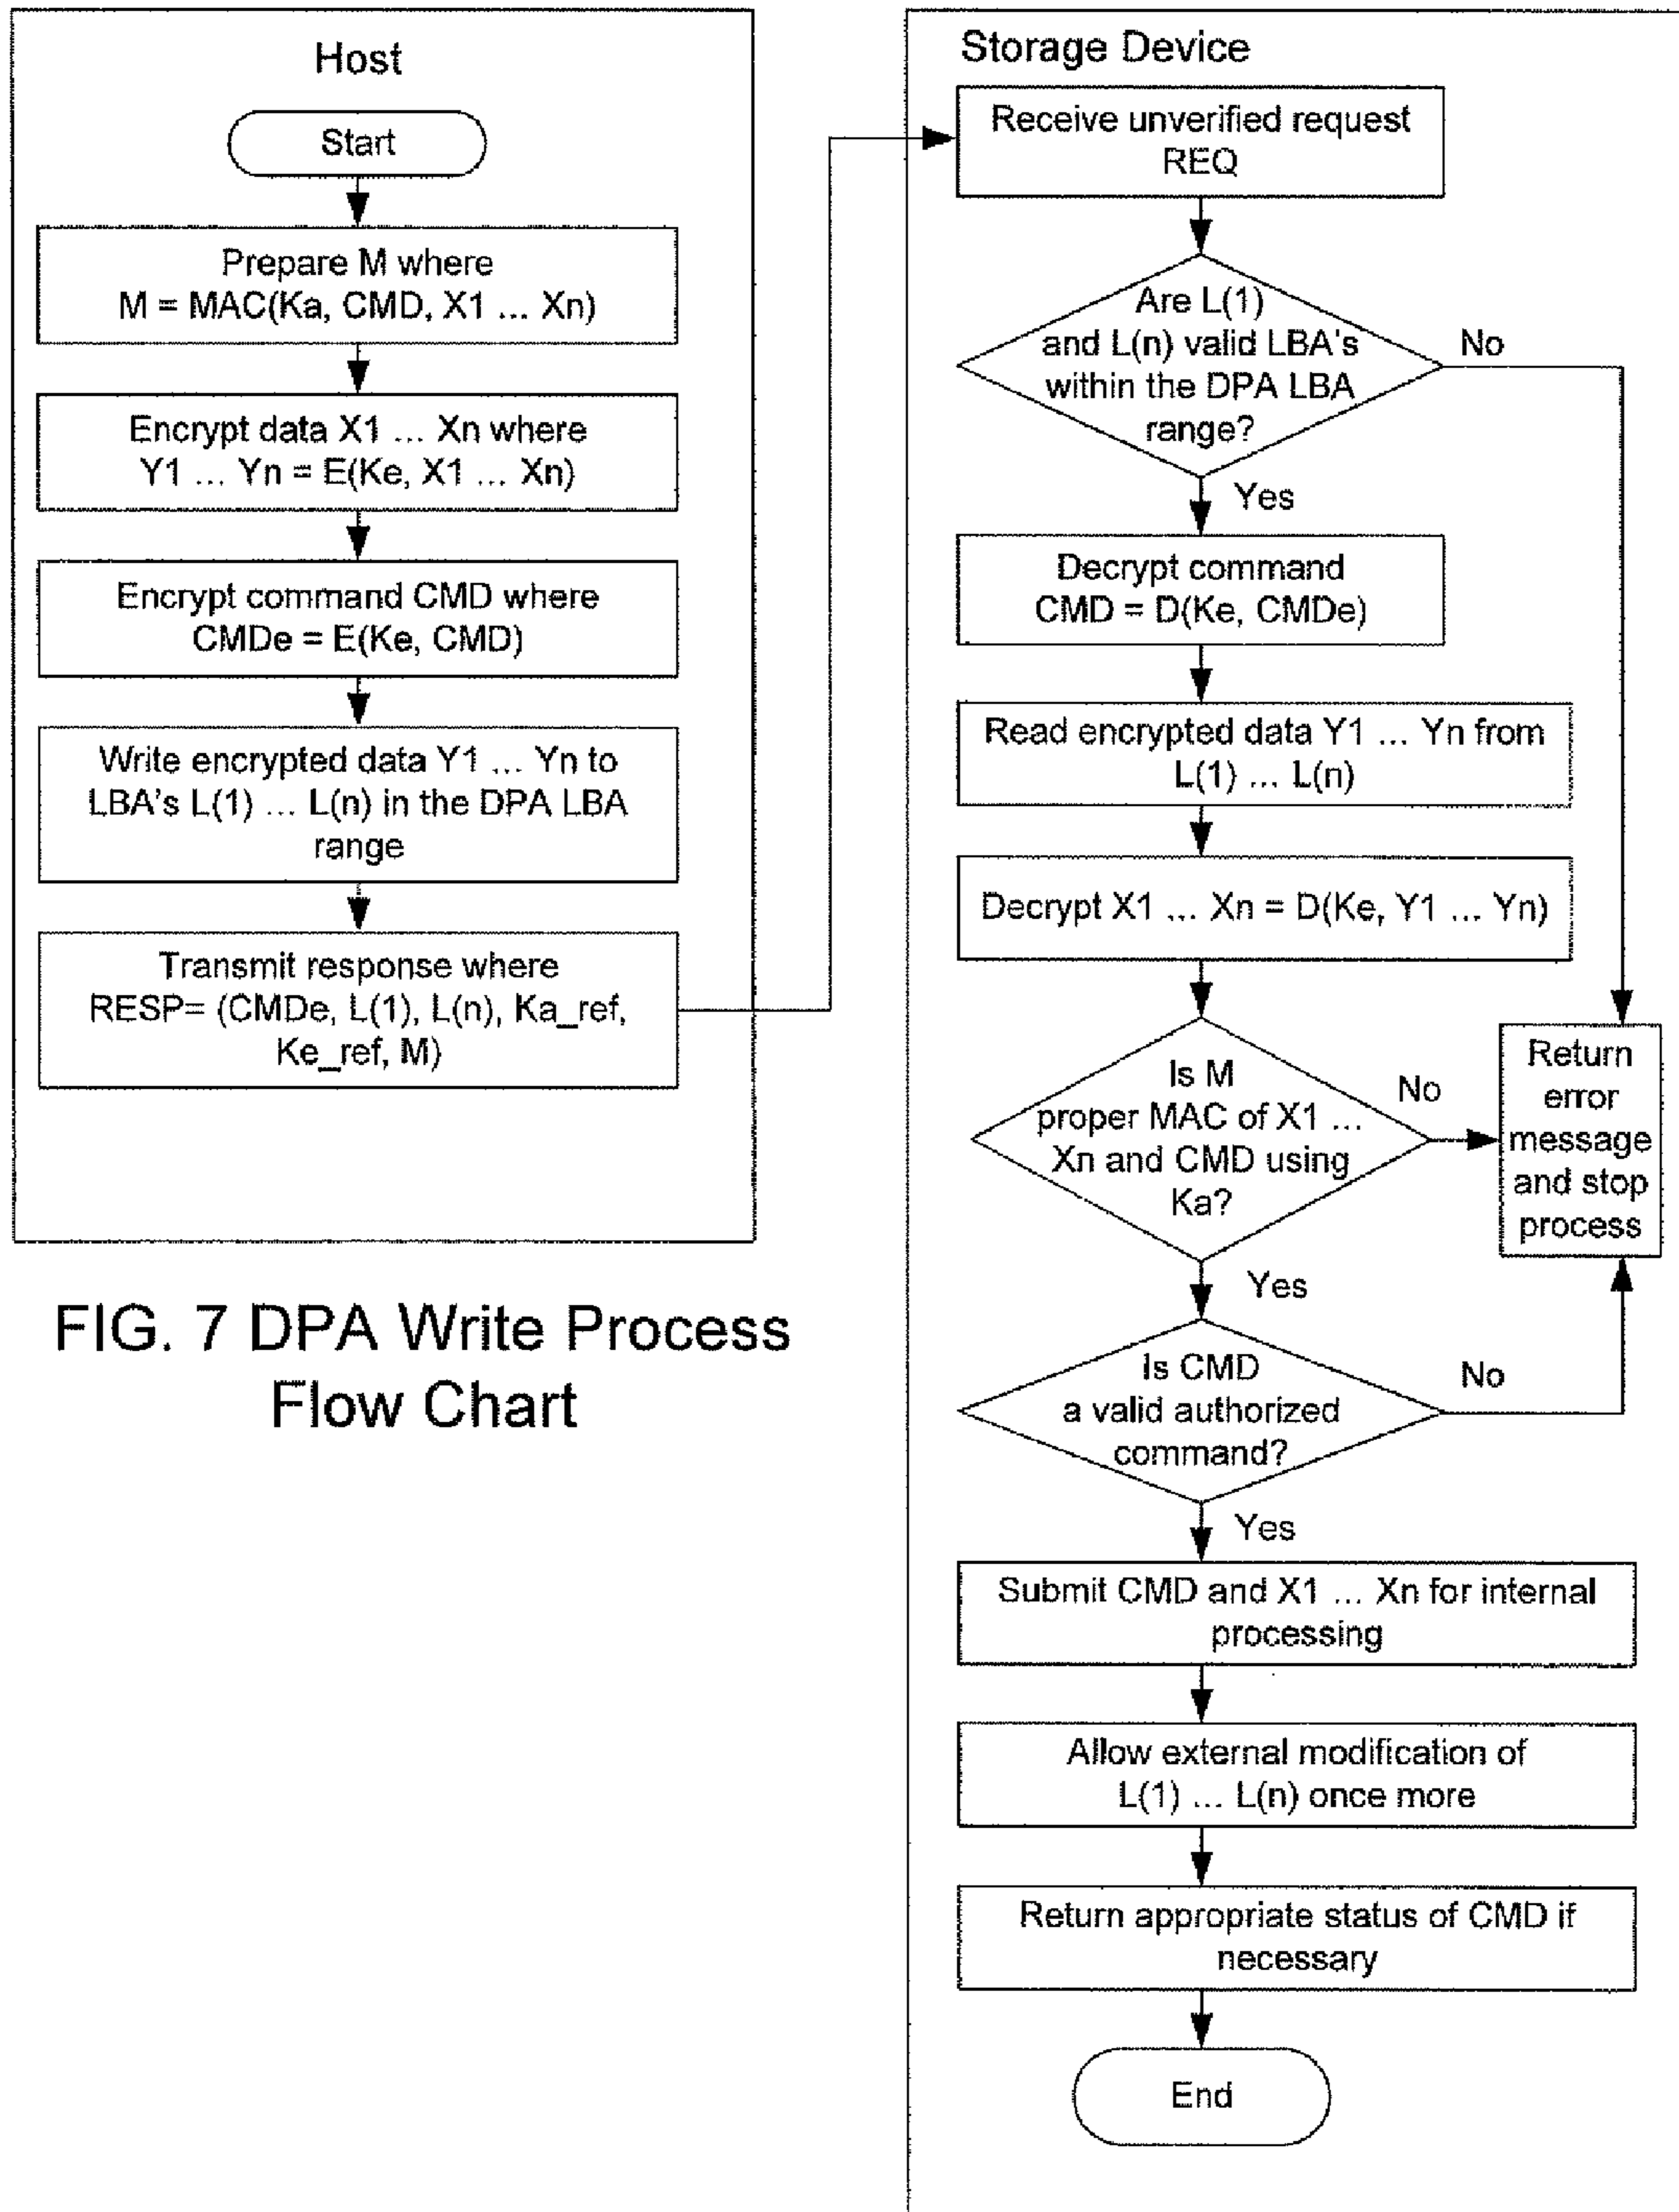 Host
Start
Prepare M where
M = MAC(Ka, CMD, X1 ... Xn)
Encrypt data X1 ... Xn where
Y1 ... Yn = E(Ke, X1 ... Xn)
Encrypt command CMD where
CMDe = E(Ke, CMD)
Write encrypted data Y1 ... Yn to
LBA's L(1) ... L(n) in the DPA LBA
range
Transmit response where
RESP= (CMDe, L(1), L(n), Ka_ref,
Ke_ref, M)
FIG. 7 DPA Write Process
Flow Chart
Storage Device
Receive unverified request
REQ
Are L(1)
and L(n) valid LBA's
within the DPA LBA
range?
No
Yes
Decrypt command
CMD = D(Ke, CMDe)
Read encrypted data Y1 ... Yn from
L(1) ... L(n)
Decrypt X1 ... Xn = D(Ke, Y1 ... Yn)
Is M
proper MAC of X1 ...
Xn and CMD using
Ka?
No
Return
error
message
and stop
process
Yes
Is CMD
a valid authorized
command?
No
Yes
Submit CMD and X1 ... Xn for internal
processing
Allow external modification of
L(1) ... L(n) once more
Return appropriate status of CMD if
necessary
End